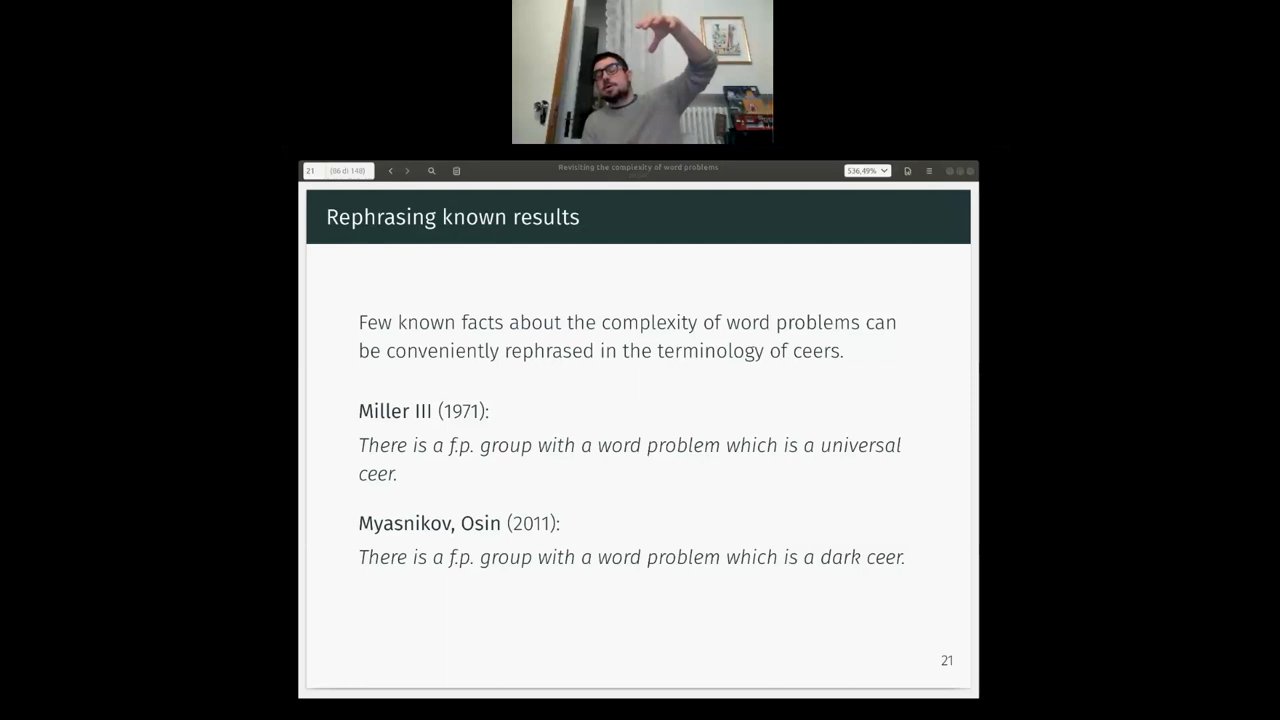 21 (86 di 148) Revisiting the complexity of word problems 536,49%
Rephrasing known results
Few known facts about the complexity of word problems can
be conveniently rephrased in the terminology of ceers.
Miller III (1971):
There is a f.p. group with a word problem which is a universal
ceer.
Myasnikov, Osin (2011):
There is a f.p. group with a word problem which is a dark ceer.
21